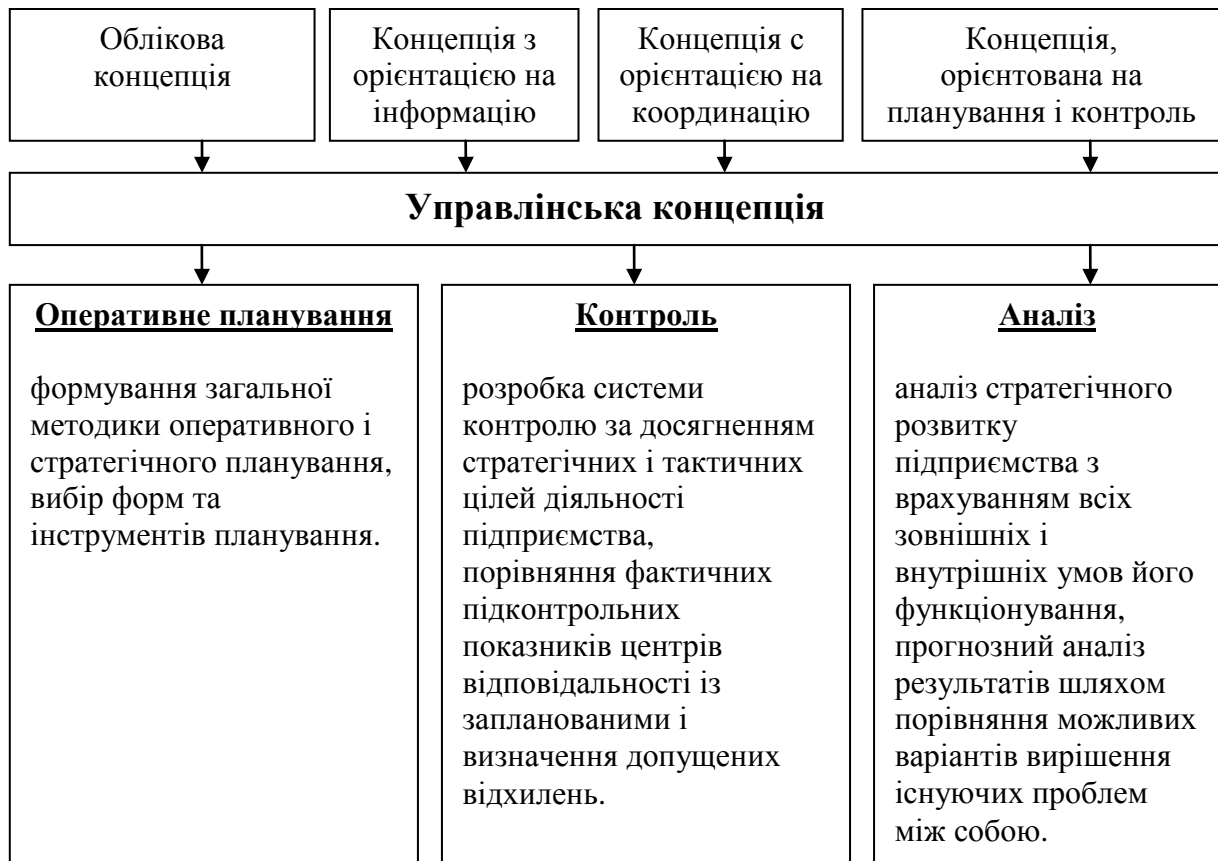 Облікова
концепція
Концепція з
орієнтацією на
інформацію
Концепція с
орієнтацією на
координацію
Концепція,
орієнтована на
планування і контроль
Управлінська концепція
Оперативне планування
формування загальної
методики оперативного і
стратегічного планування,
вибір форм та
інструментів планування.
Контроль
розробка системи
контролю за досягненням
стратегічних і тактичних
цілей діяльності
підприємства,
порівняння фактичних
підконтрольних
показників центрів
відповідальності із
запланованими і
визначення допущених
відхилень.
Аналіз
аналіз стратегічного
розвитку
підприємства з
врахуванням всіх
зовнішніх і
внутрішніх умов його
функціонування,
прогнозний аналіз
результатів шляхом
порівняння можливих
варіантів вирішення
існуючих проблем
між собою.